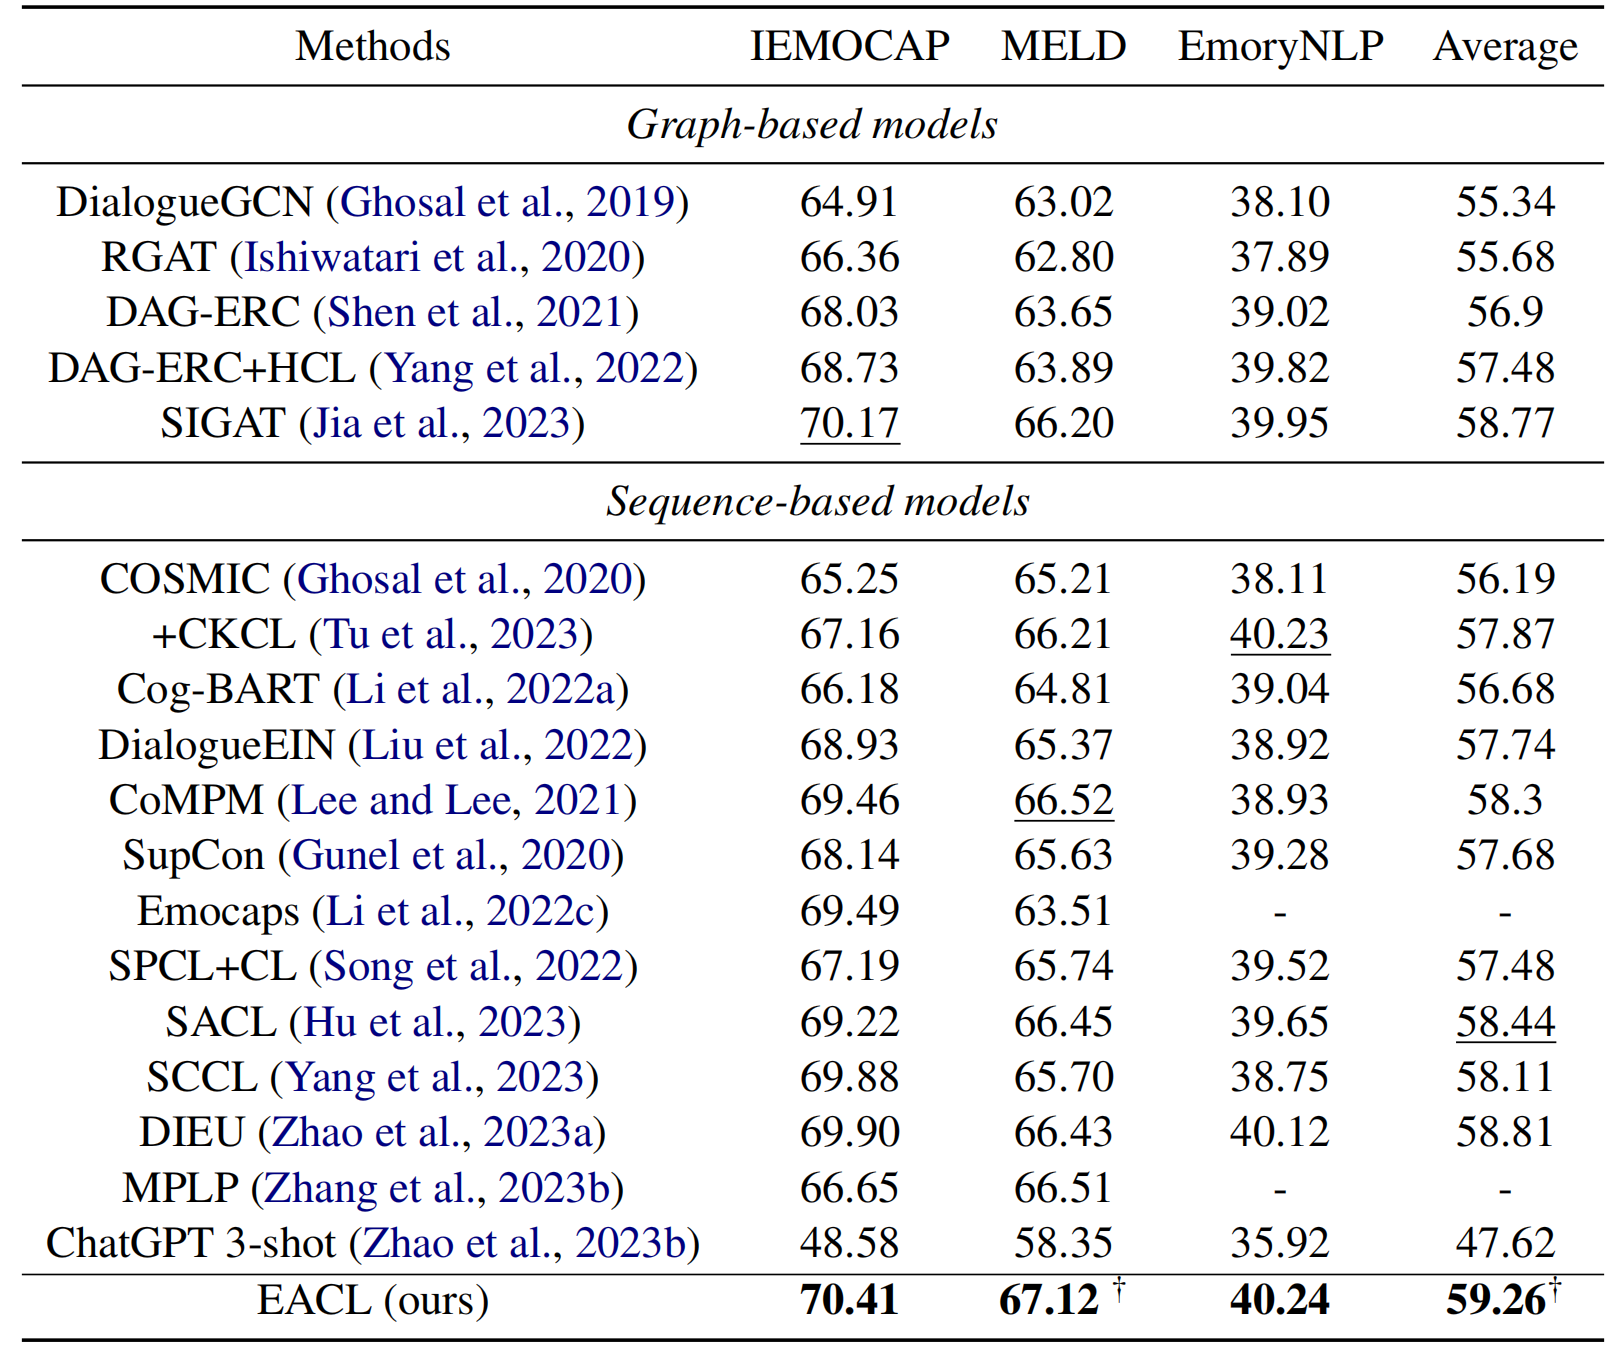 Methods IEMOCAP MELD EmoryNLP Average
Graph-based models
DialogueGCN (Ghosal et al., 2019) 64.91 63.02 38.10 55.34
RGAT (Ishiwatari et al., 2020) 66.36 62.80 37.89 55.68
DAG-ERC (Shen et al., 2021) 68.03 63.65 39.02 56.9
DAG-ERC+HCL (Yang et al., 2022) 68.73 63.89 39.82 57.48
SIGAT (Jia et al., 2023) 70.17 66.20 39.95 58.77
Sequence-based models
COSMIC (Ghosal et al., 2020) 65.25 65.21 38.11 56.19
+CKCL (Tu et al., 2023) 67.16 66.21 40.23 57.87
Cog-BART (Li et al., 2022a) 66.18 64.81 39.04 56.68
DialogueEIN (Liu et al., 2022) 68.93 65.37 38.92 57.74
CoMPM (Lee and Lee, 2021) 69.46 66.52 38.93 58.3
SupCon (Gunel et al., 2020) 68.14 65.63 39.28 57.68
Emocaps (Li et al., 2022c) 69.49 63.51 - -
SPCL+CL (Song et al., 2022) 67.19 65.74 39.52 57.48
SACL (Hu et al., 2023) 69.22 66.45 39.65 58.44
SCCL (Yang et al., 2023) 69.88 65.70 38.75 58.11
DIEU (Zhao et al., 2023a) 69.90 66.43 40.12 58.81
MPLP (Zhang et al., 2023b) 66.65 66.51 - -
ChatGPT 3-shot (Zhao et al., 2023b) 48.58 58.35 35.92 47.62
EACL (ours) 70.41 67.12 † 40.24 59.26†